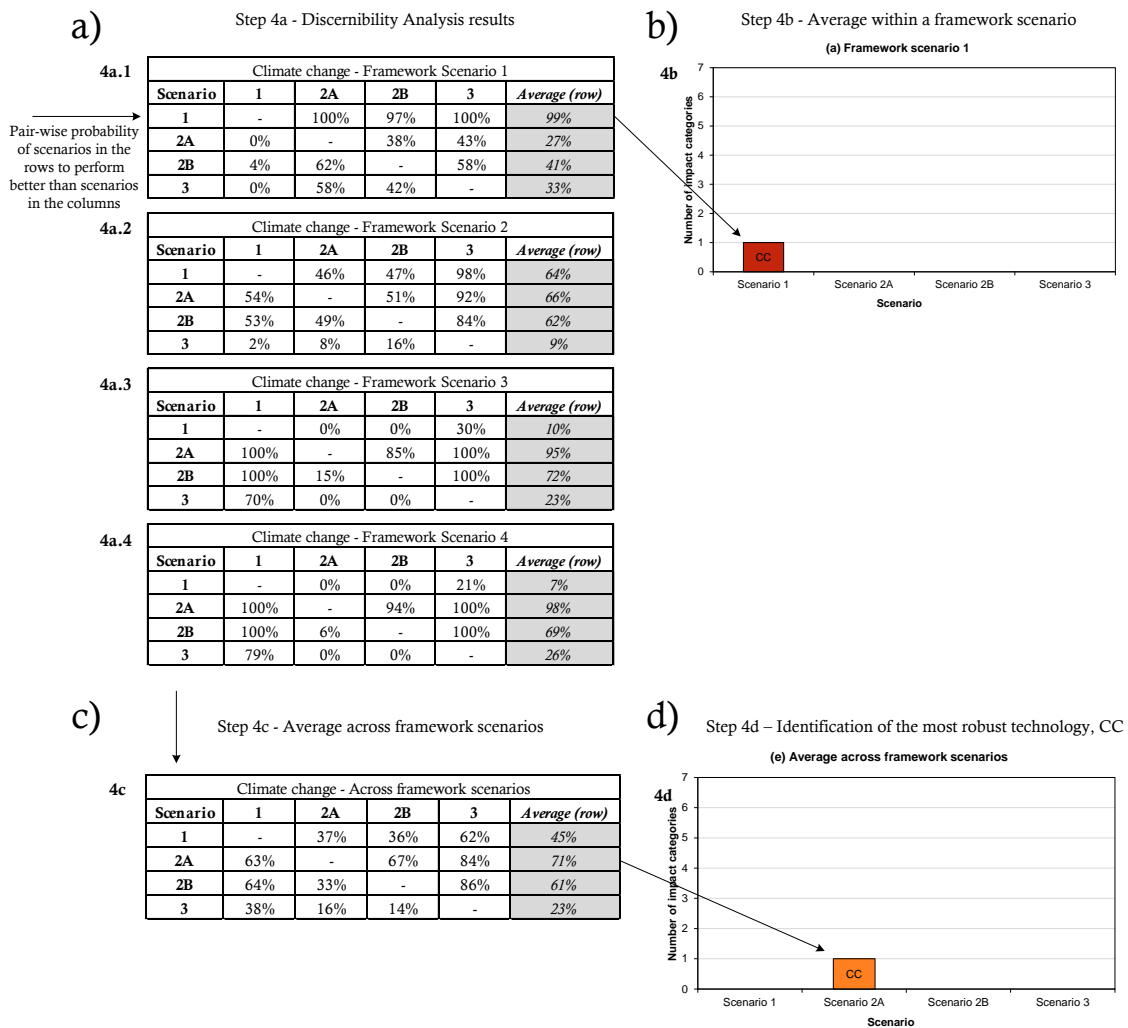 a)
Step 4a - Discernibility Analysis results
4a.1
Climate change - Framework Scenario 1
Scenario 1 2A 2B 3 Average (row)
1 - 100% 97% 100% 99%
2A 0% - 38% 43% 27%
2B 4% 62% - 58% 41%
3 0% 58% 42% - 33%
Pair-wise probability
of scenarios in the
rows to perform
better than scenarios
in the columns
4a.2
Climate change - Framework Scenario 2
Scenario 1 2A 2B 3 Average (row)
1 - 46% 47% 98% 64%
2A 54% - 51% 92% 66%
2B 53% 49% - 84% 62%
3 2% 8% 16% - 9%
4a.3
Climate change - Framework Scenario 3
Scenario 1 2A 2B 3 Average (row)
1 - 0% 0% 30% 10%
2A 100% - 85% 100% 95%
2B 100% 15% - 100% 72%
3 70% 0% 0% - 23%
4a.4
Climate change - Framework Scenario 4
Scenario 1 2A 2B 3 Average (row)
1 - 0% 0% 21% 7%
2A 100% - 94% 100% 98%
2B 100% 6% - 100% 69%
3 79% 0% 0% - 26%
b)
Step 4b - Average within a framework scenario
(a) Framework scenario 1
4b
Number of impact categories
7
6
5
4
3
2
1
0
CC
Scenario 1 Scenario 2A Scenario 2B Scenario 3
Scenario
c)
Step 4c - Average across framework scenarios
4c
Climate change - Across framework scenarios
Scenario 1 2A 2B 3 Average (row)
1 - 37% 36% 62% 45%
2A 63% - 67% 84% 71%
2B 64% 33% - 86% 61%
3 38% 16% 14% - 23%
d)
Step 4d – Identification of the most robust technology, CC
(e) Average across framework scenarios
4d
Number of impact categories
7
6
5
4
3
2
1
0
CC
Scenario 1 Scenario 2A Scenario 2B Scenario 3
Scenario